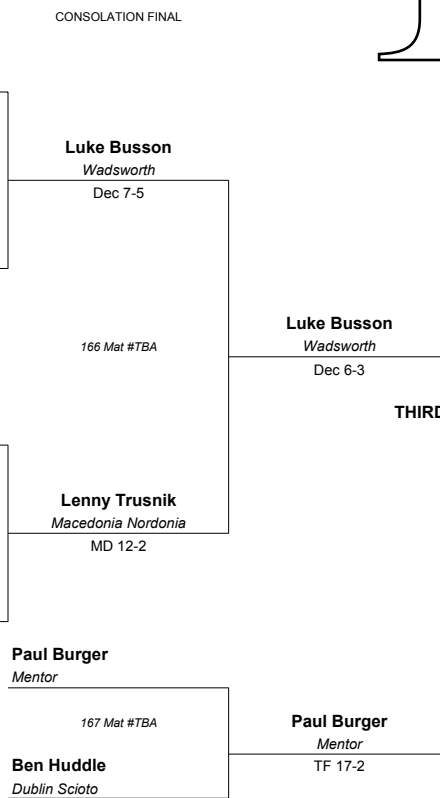 CONSOLATION FINAL
Luke Busson
Wadsworth
Dec 7-5
166 Mat #TBA
Luke Busson
Wadsworth
Dec 6-3
THIRD
Lenny Trusnik
Macedonia Nordonia
MD 12-2
Paul Burger
Mentor
167 Mat #TBA
Paul Burger
Mentor
TF 17-2
Ben Huddle
Dublin Scioto